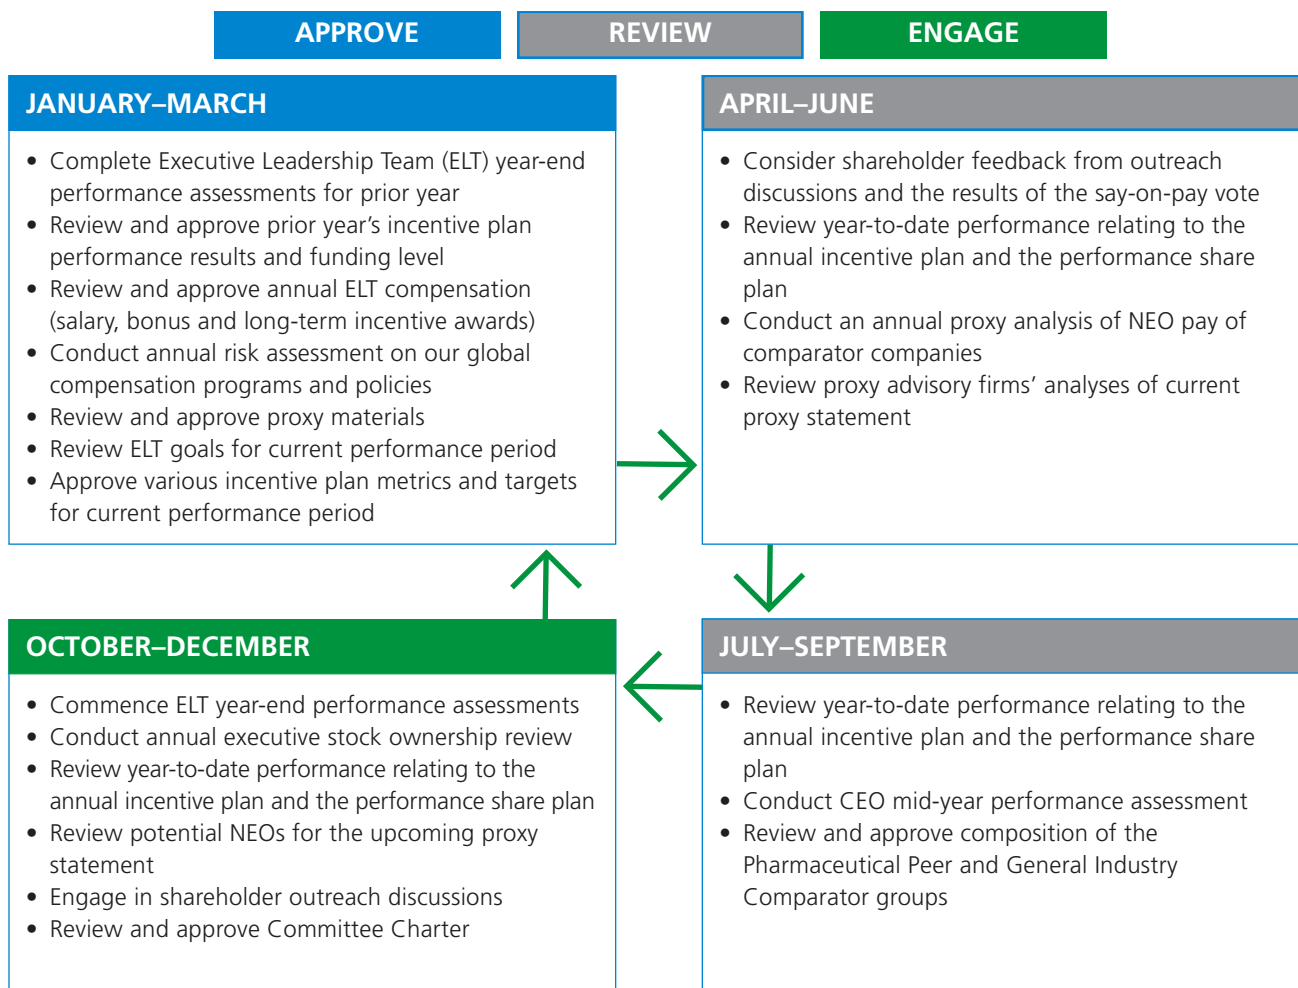 APPROVE
REVIEW
ENGAGE
JANUARY–MARCH
• Complete Executive Leadership Team (ELT) year-end
performance assessments for prior year
• Review and approve prior year’s incentive plan
performance results and funding level
• Review and approve annual ELT compensation
(salary, bonus and long-term incentive awards)
• Conduct annual risk assessment on our global
compensation programs and policies
• Review and approve proxy materials
• Review ELT goals for current performance period
• Approve various incentive plan metrics and targets
for current performance period
APRIL–JUNE
• Consider shareholder feedback from outreach
discussions and the results of the say-on-pay vote
• Review year-to-date performance relating to the
annual incentive plan and the performance share
plan
• Conduct an annual proxy analysis of NEO pay of
comparator companies
• Review proxy advisory firms’ analyses of current
proxy statement
JULY–SEPTEMBER
• Review year-to-date performance relating to the
annual incentive plan and the performance share
plan
• Conduct CEO mid-year performance assessment
• Review and approve composition of the
Pharmaceutical Peer and General Industry
Comparator groups
OCTOBER–DECEMBER
• Commence ELT year-end performance assessments
• Conduct annual executive stock ownership review
• Review year-to-date performance relating to the
annual incentive plan and the performance share plan
• Review potential NEOs for the upcoming proxy
statement
• Engage in shareholder outreach discussions
• Review and approve Committee Charter